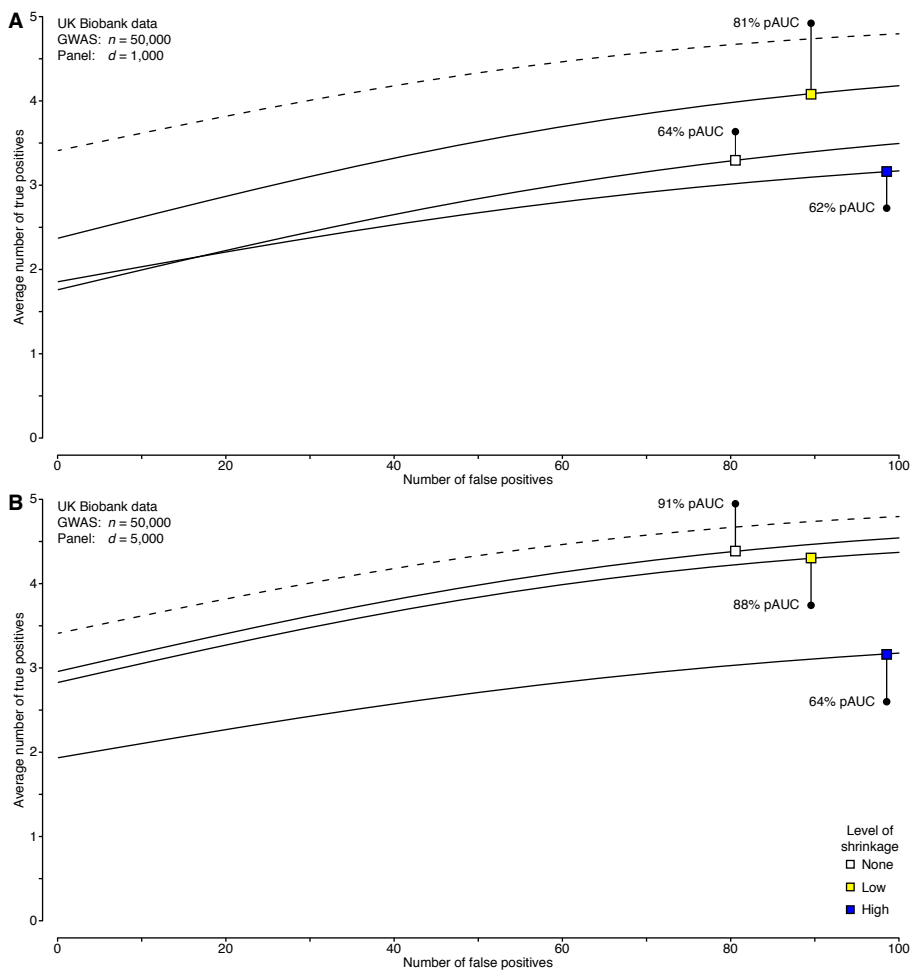 A
UK Biobank data
GWAS: n = 50,000
Panel: d = 1,000
81% pAUC
64% pAUC
62% pAUC
Average number of true positives
5
4
3
2
1
0
0 20 40 60 80 100
Number of false positives
B
UK Biobank data
GWAS: n = 50,000
Panel: d = 5,000
91% pAUC
88% pAUC
64% pAUC
Average number of true positives
5
4
3
2
1
0
Level of
shrinkage
None
Low
High
0 20 40 60 80 100
Number of false positives